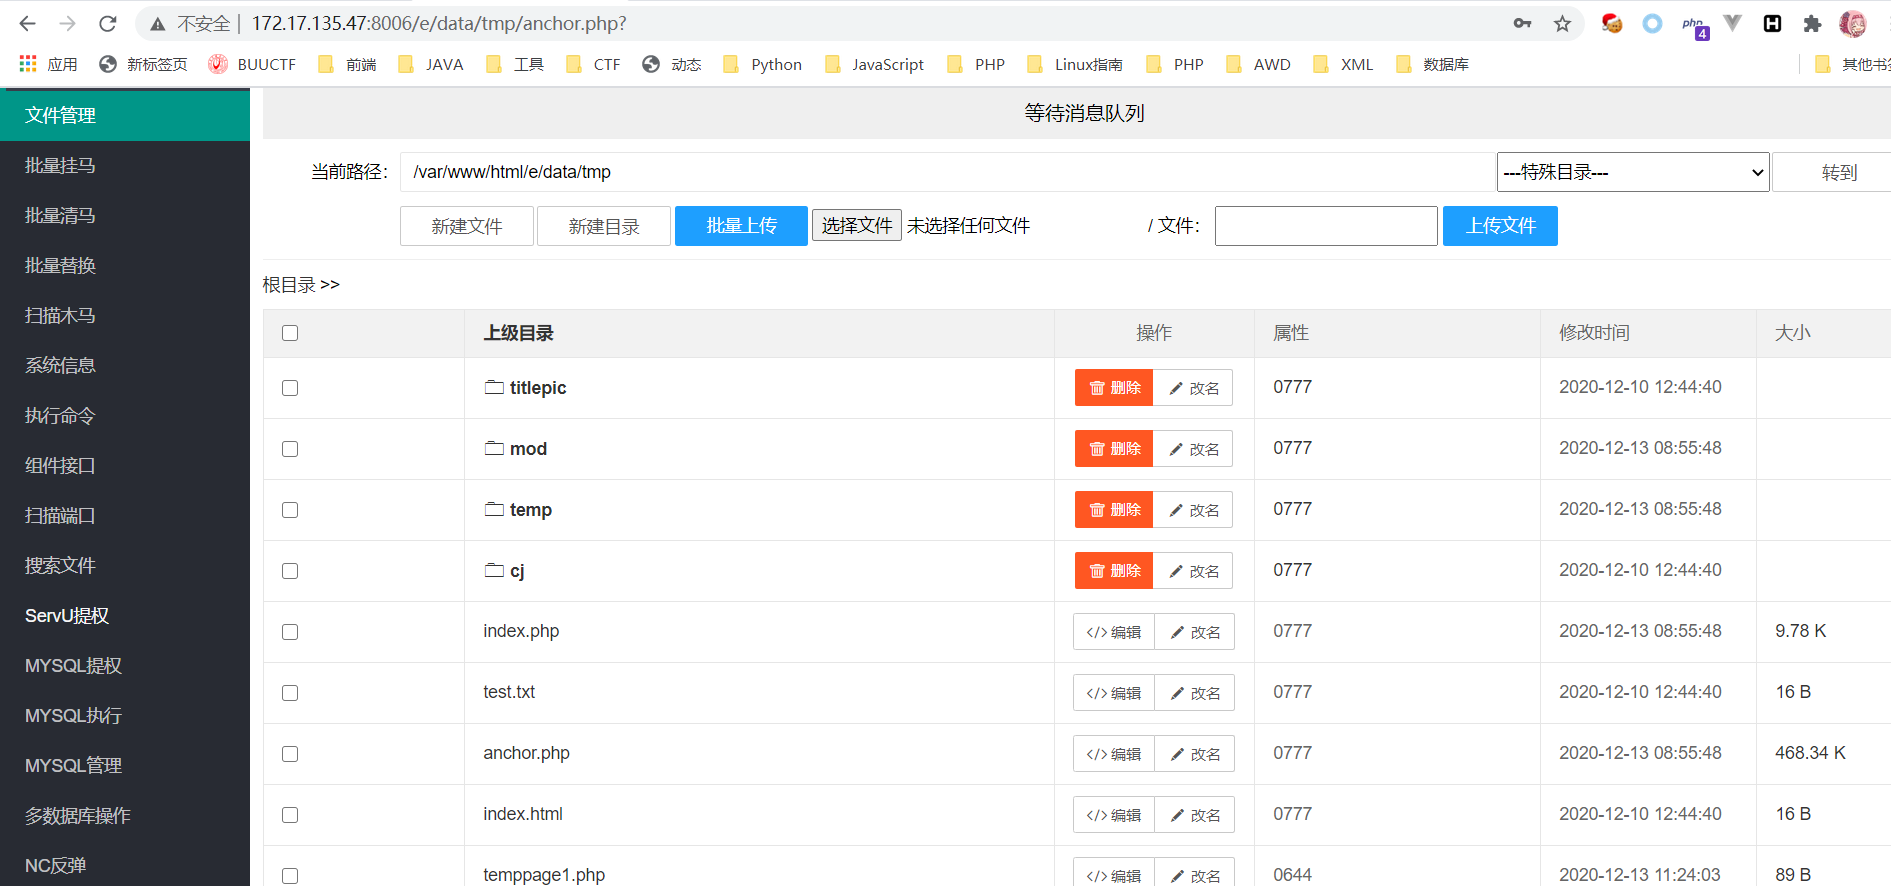 不安全 | 172.17.135.47:8006/e/data/tmp/anchor.php?
php 4
应用 新标签页 BUUCTF 前端 JAVA 工具 CTF 动态 Python JavaScript PHP Linux指南 PHP AWD XML 数据库
文件管理
批量挂马
批量清马
批量替换
扫描木马
系统信息
执行命令
组件接口
扫描端口
搜索文件
ServU提权
MYSQL提权
MYSQL执行
MYSQL管理
多数据库操作
NC反弹
等待消息队列
当前路径: /var/www/html/e/data/tmp ---特殊目录--- 转到
新建文件 新建目录 批量上传 选择文件 未选择任何文件 / 文件: 上传文件
根目录 >>
上级目录 操作 属性 修改时间 大小
titlepic 删除 改名 0777 2020-12-10 12:44:40
mod 删除 改名 0777 2020-12-13 08:55:48
temp 删除 改名 0777 2020-12-13 08:55:48
cj 删除 改名 0777 2020-12-10 12:44:40
index.php </> 编辑 改名 0777 2020-12-13 08:55:48 9.78 K
test.txt </> 编辑 改名 0777 2020-12-10 12:44:40 16 B
anchor.php </> 编辑 改名 0777 2020-12-13 08:55:48 468.34 K
index.html </> 编辑 改名 0777 2020-12-10 12:44:40 16 B
temppage1.php </> 编辑 改名 0644 2020-12-13 11:24:03 89 B